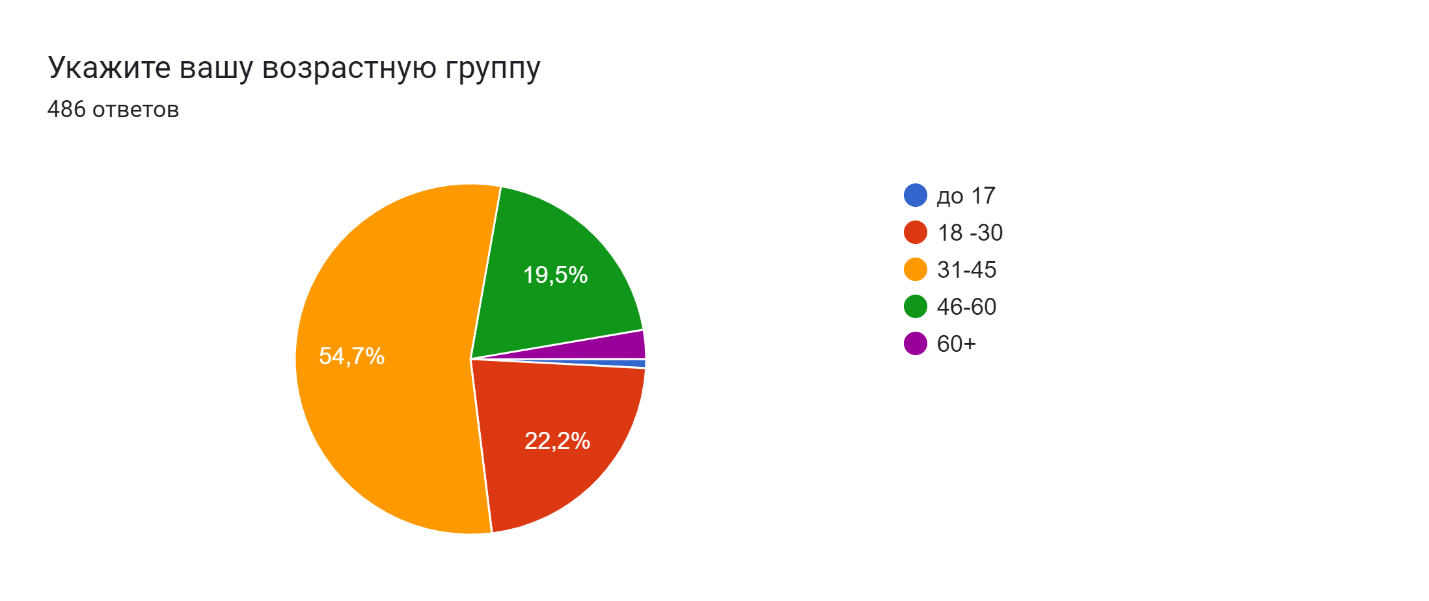 Укажите вашу возрастную группу
486 ответов
19,5%
54,7%
22,2%
до 17
18 -30
31-45
46-60
60+